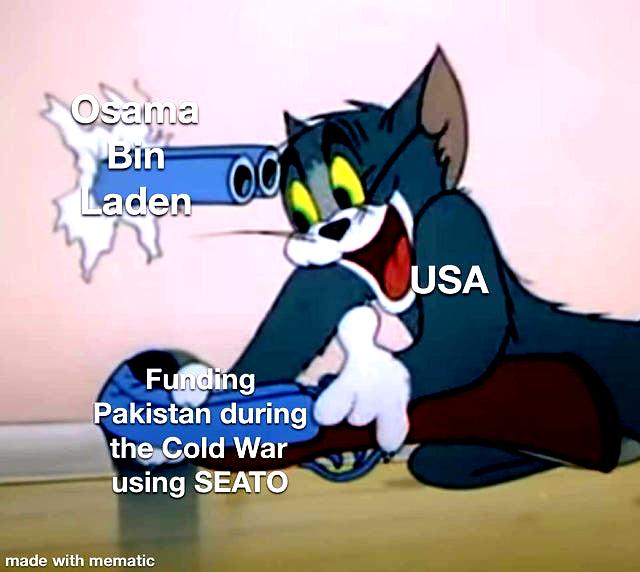 Osama
Bin
Laden
USA
Funding
Pakistan during
the Cold War
using SEATO
made with mematic